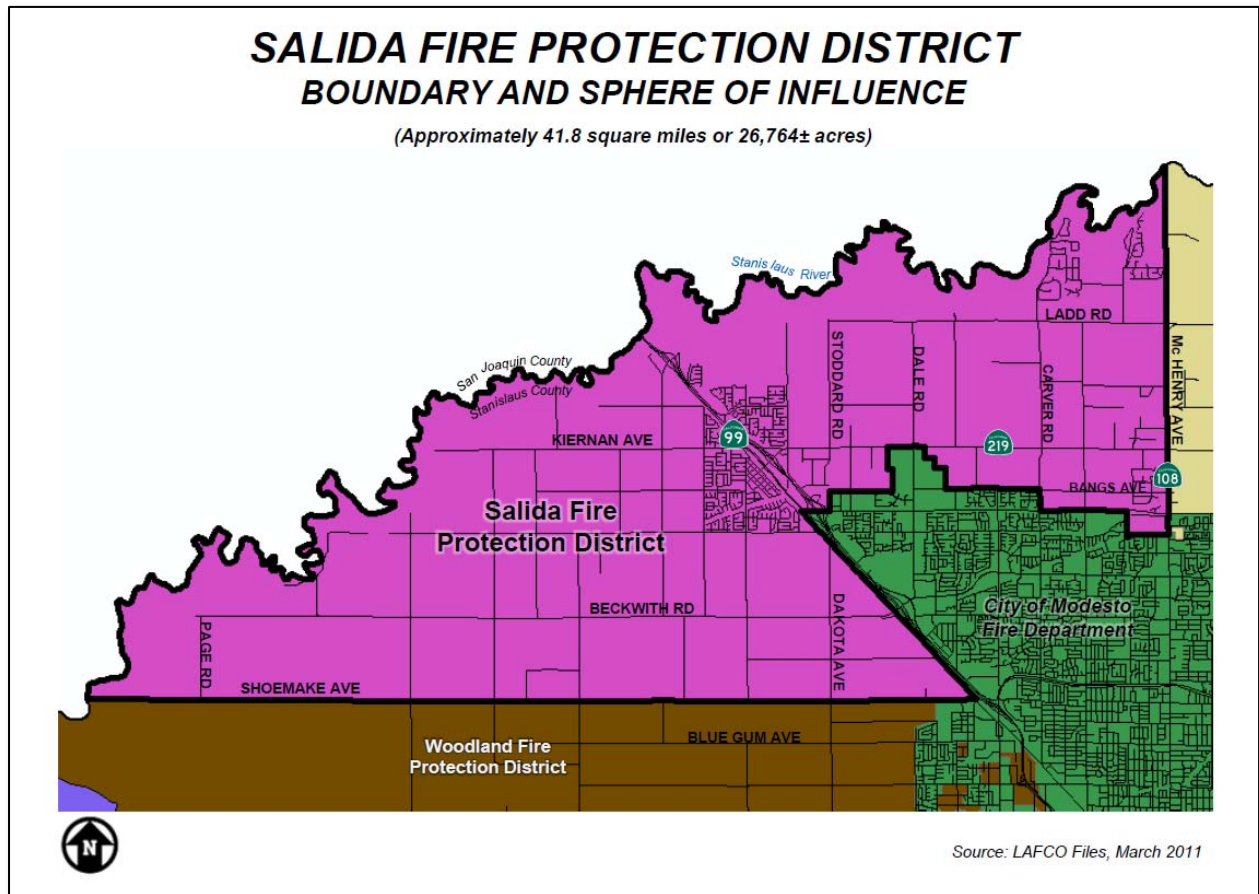 SALIDA FIRE PROTECTION DISTRICT
BOUNDARY AND SPHERE OF INFLUENCE
(Approximately 41.8 square miles or 26,764± acres)
Stanislaus River
LADD RD
Mc HENRY AVE
STODDARD RD
DALE RD
CARVER RD
San Joaquin County
Stanislaus County
KIERNAN AVE
CALIFORNIA
99
CALIFORNIA
219
CALIFORNIA
108
BANGS AVE
Salida Fire
Protection District
BECKWITH RD
DAKOTA AVE
City of Modesto
Fire Department
PAGE RD
SHOEMAKE AVE
BLUE GUM AVE
Woodland Fire
Protection District
N
Source: LAFCO Files, March 2011